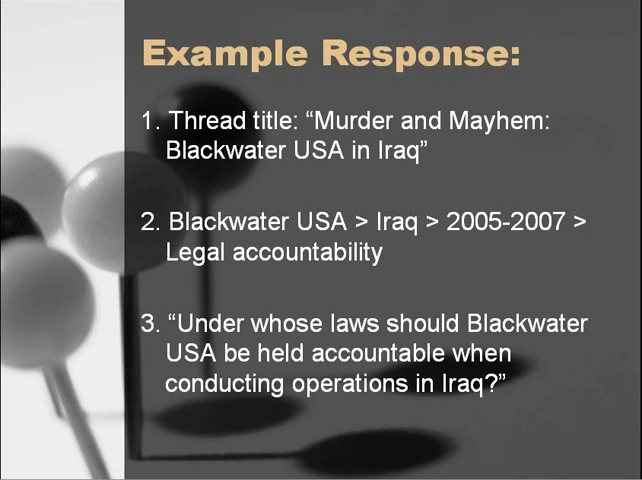 Example Response:
1. Thread title: “Murder and Mayhem:
Blackwater USA in Iraq”
2. Blackwater USA > Iraq > 2005-2007 >
Legal accountability
3. “Under whose laws should Blackwater
USA be held accountable when
conducting operations in Iraq?”